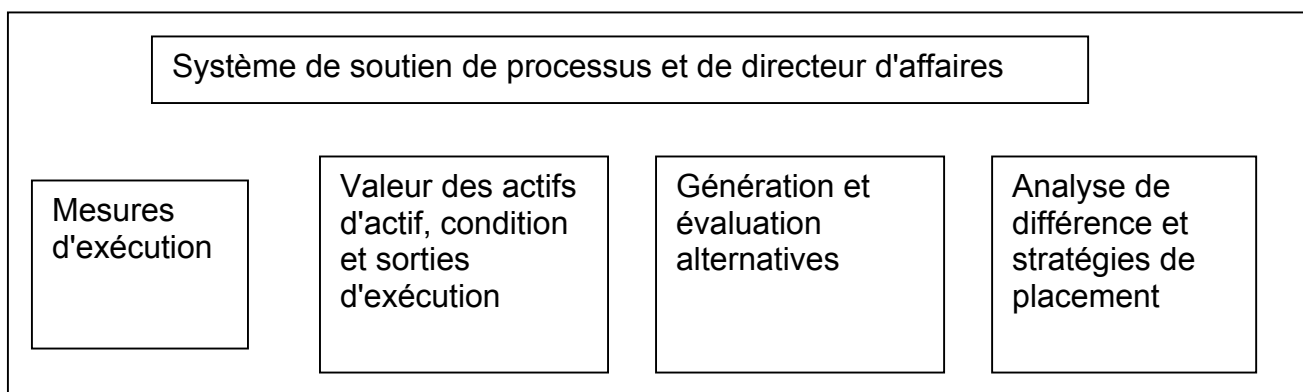 Système de soutien de processus et de directeur d'affaires
Mesures
d'exécution
Valeur des actifs
d'actif, condition
et sorties
d'exécution
Génération et
évaluation
alternatives
Analyse de
différence et
stratégies de
placement